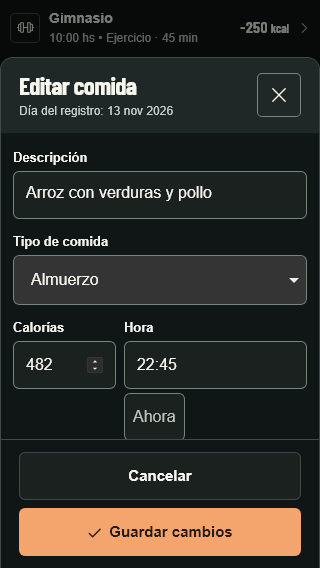 Gimnasio
10:00 hs • Ejercicio · 45 min
-250 kcal
Editar comida
Día del registro: 13 nov 2026
Descripción
Arroz con verduras y pollo
Tipo de comida
Almuerzo
Calorías
Hora
482
22:45
Ahora
Cancelar
Guardar cambios